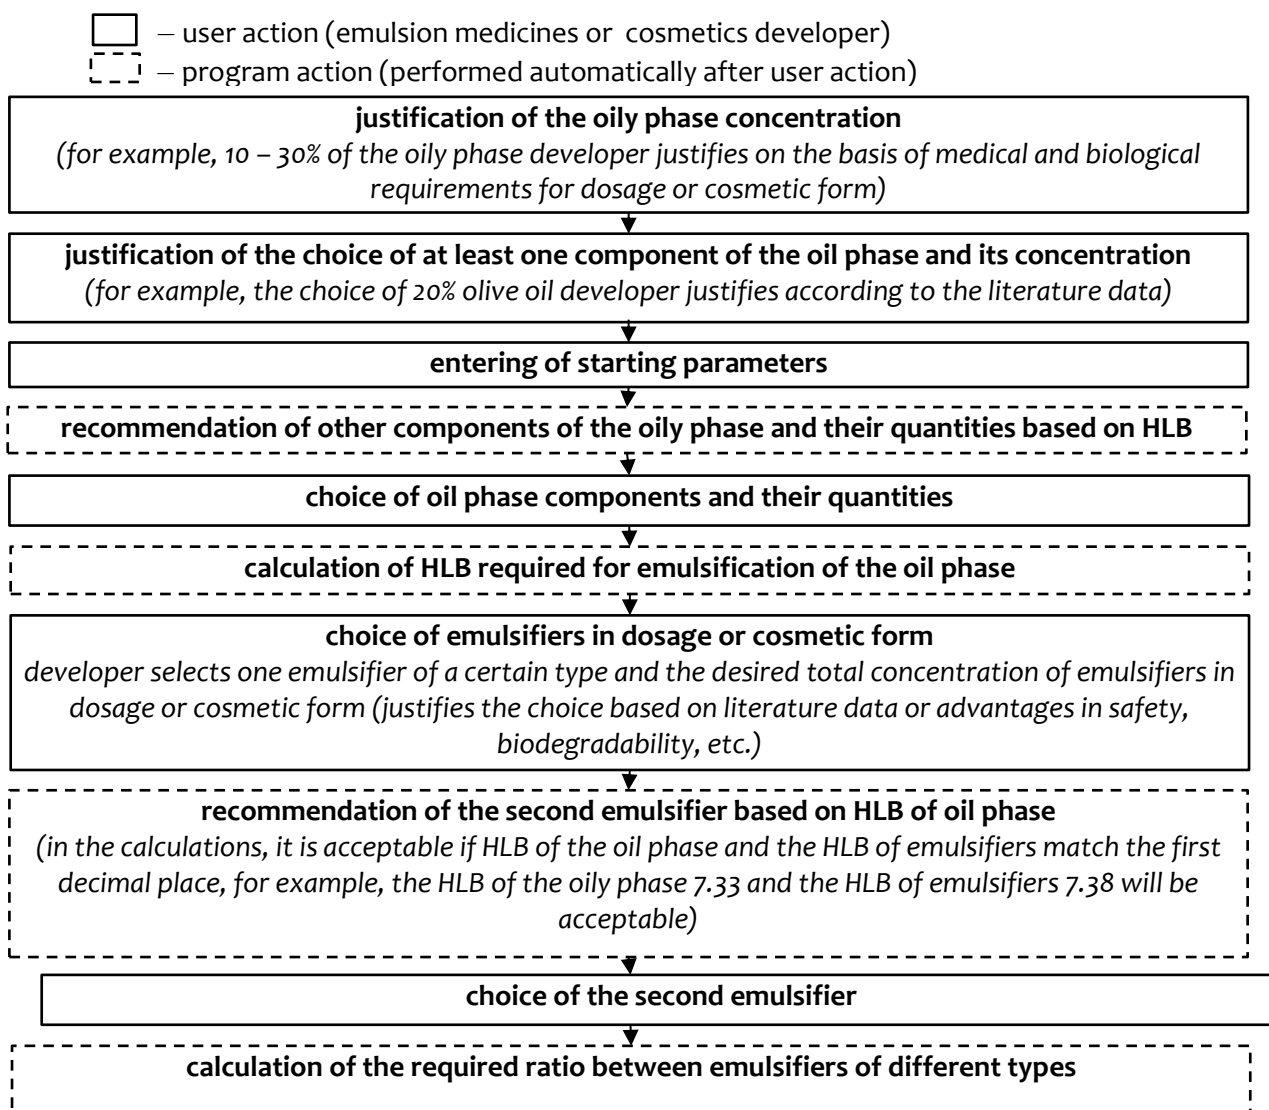 – user action (emulsion medicines or cosmetics developer)
– program action (performed automatically after user action)
justification of the oily phase concentration
(for example, 10 – 30% of the oily phase developer justifies on the basis of medical and biological
requirements for dosage or cosmetic form)
justification of the choice of at least one component of the oil phase and its concentration
(for example, the choice of 20% olive oil developer justifies according to the literature data)
entering of starting parameters
recommendation of other components of the oily phase and their quantities based on HLB
choice of oil phase components and their quantities
calculation of HLB required for emulsification of the oil phase
choice of emulsifiers in dosage or cosmetic form
developer selects one emulsifier of a certain type and the desired total concentration of emulsifiers in
dosage or cosmetic form (justifies the choice based on literature data or advantages in safety,
biodegradability, etc.)
recommendation of the second emulsifier based on HLB of oil phase
(in the calculations, it is acceptable if HLB of the oil phase and the HLB of emulsifiers match the first
decimal place, for example, the HLB of the oily phase 7.33 and the HLB of emulsifiers 7.38 will be
acceptable)
choice of the second emulsifier
calculation of the required ratio between emulsifiers of different types